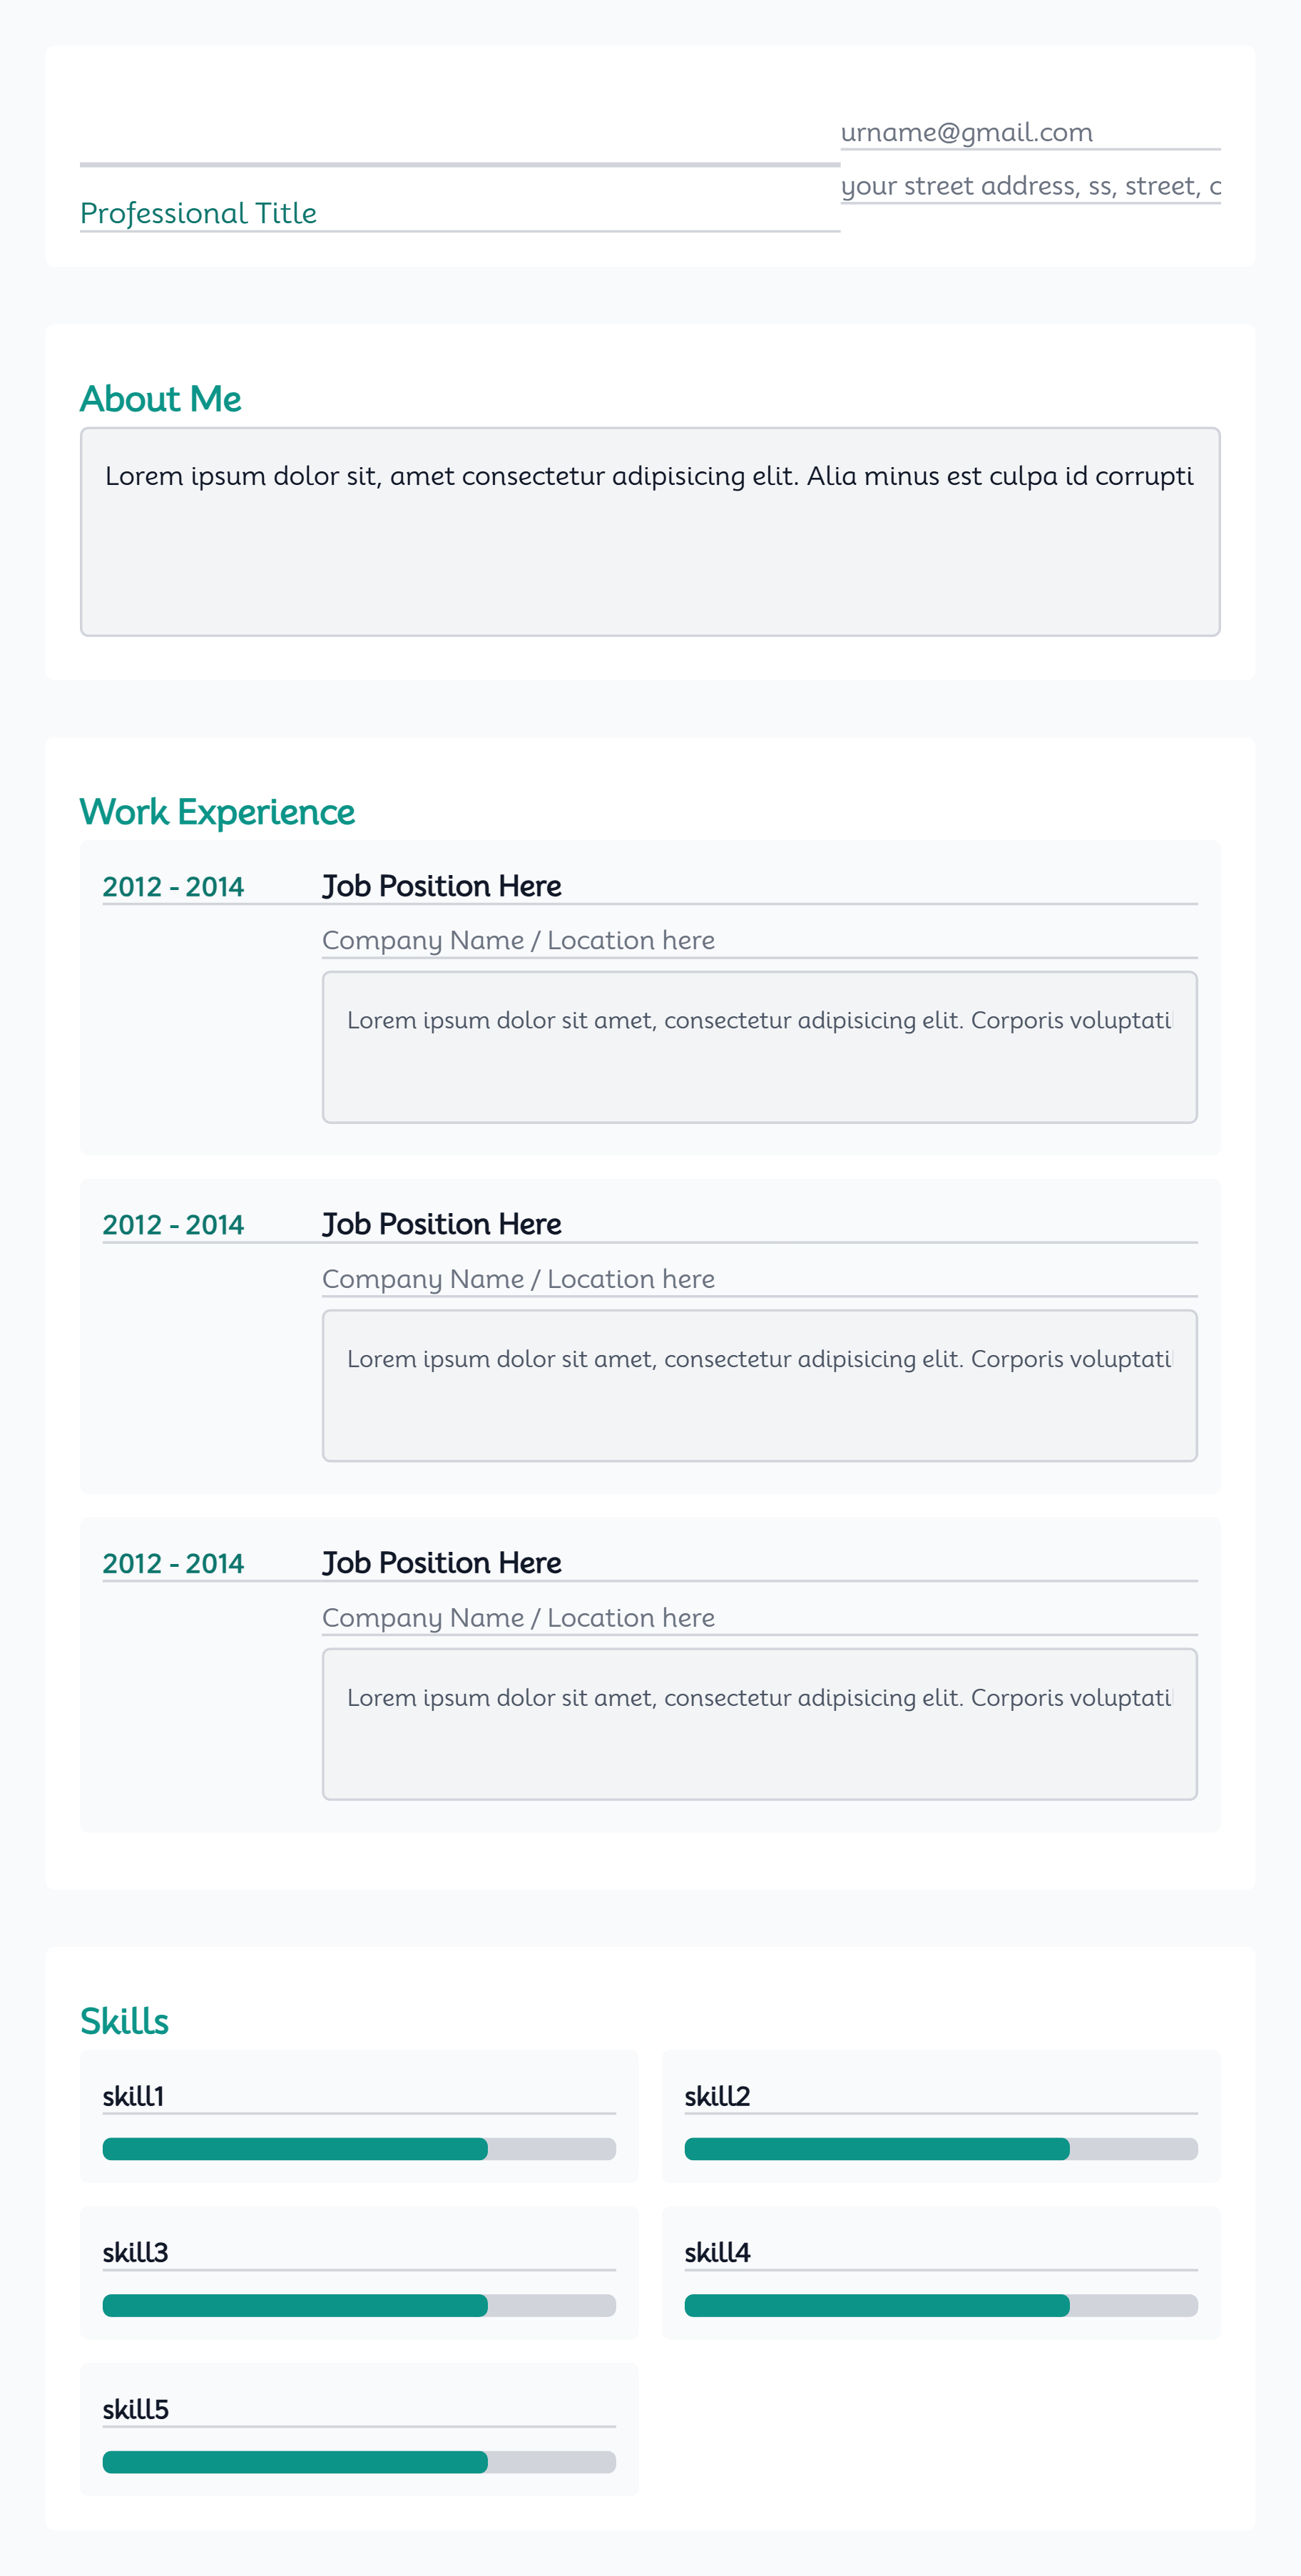 urname@gmail.com
your street address, ss, street, c
Professional Title
About Me
Lorem ipsum dolor sit, amet consectetur adipisicing elit. Alia minus est culpa id corrupti
Work Experience
2012 - 2014 Job Position Here
Company Name / Location here
Lorem ipsum dolor sit amet, consectetur adipisicing elit. Corporis voluptati
2012 - 2014 Job Position Here
Company Name / Location here
Lorem ipsum dolor sit amet, consectetur adipisicing elit. Corporis voluptati
2012 - 2014 Job Position Here
Company Name / Location here
Lorem ipsum dolor sit amet, consectetur adipisicing elit. Corporis voluptati
Skills
skill1
skill2
skill3
skill4
skill5